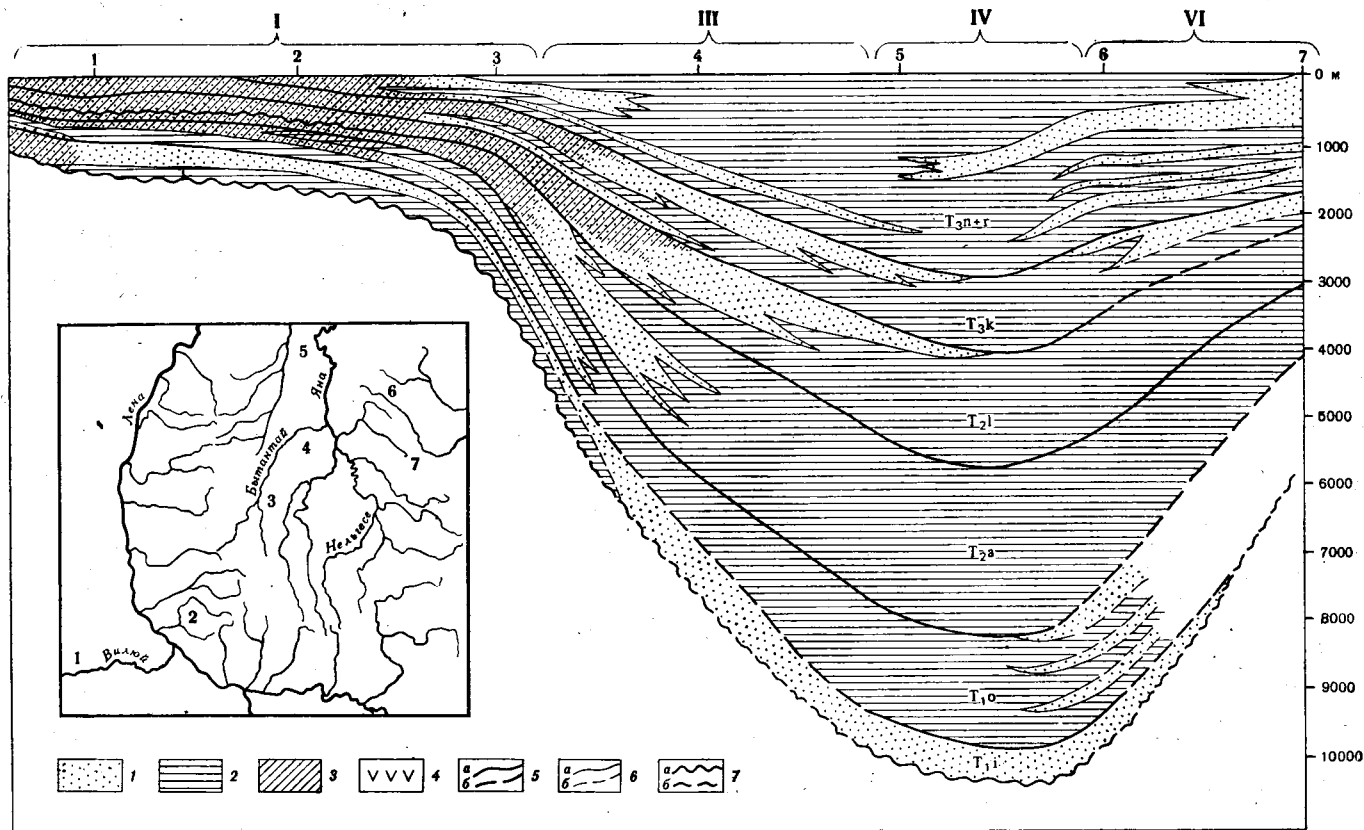 I III IV VI
1 2 3 4 5 6 7
0 м
1000
2000
3000
4000
5000
6000
7000
8000
9000
10000
T₃n+r
T₃k
T₂l
T₂a
T₁o
T₁i
5
Лена
Яна
6
Бытантай
4
7
3
Нельгесе
2
1 Вилюй
1 2 3 4 а б 5 а б 6 а б 7